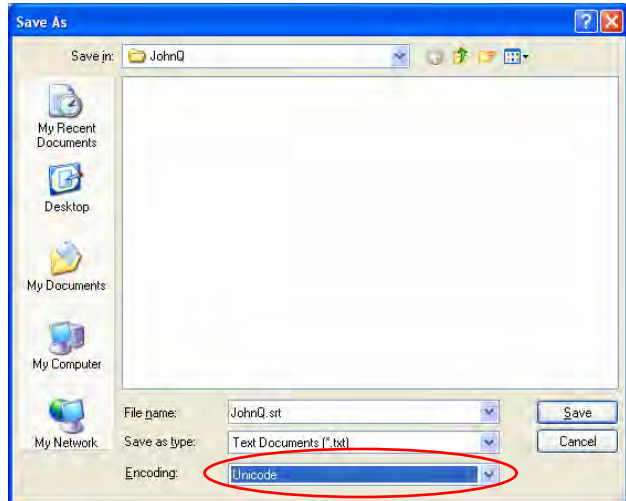 Save As
Save in: JohnQ
My Recent
Documents
Desktop
My Documents
My Computer
My Network
File name: JohnQ.srt Save
Save as type: Text Documents (*.txt) Cancel
Encoding: Unicode